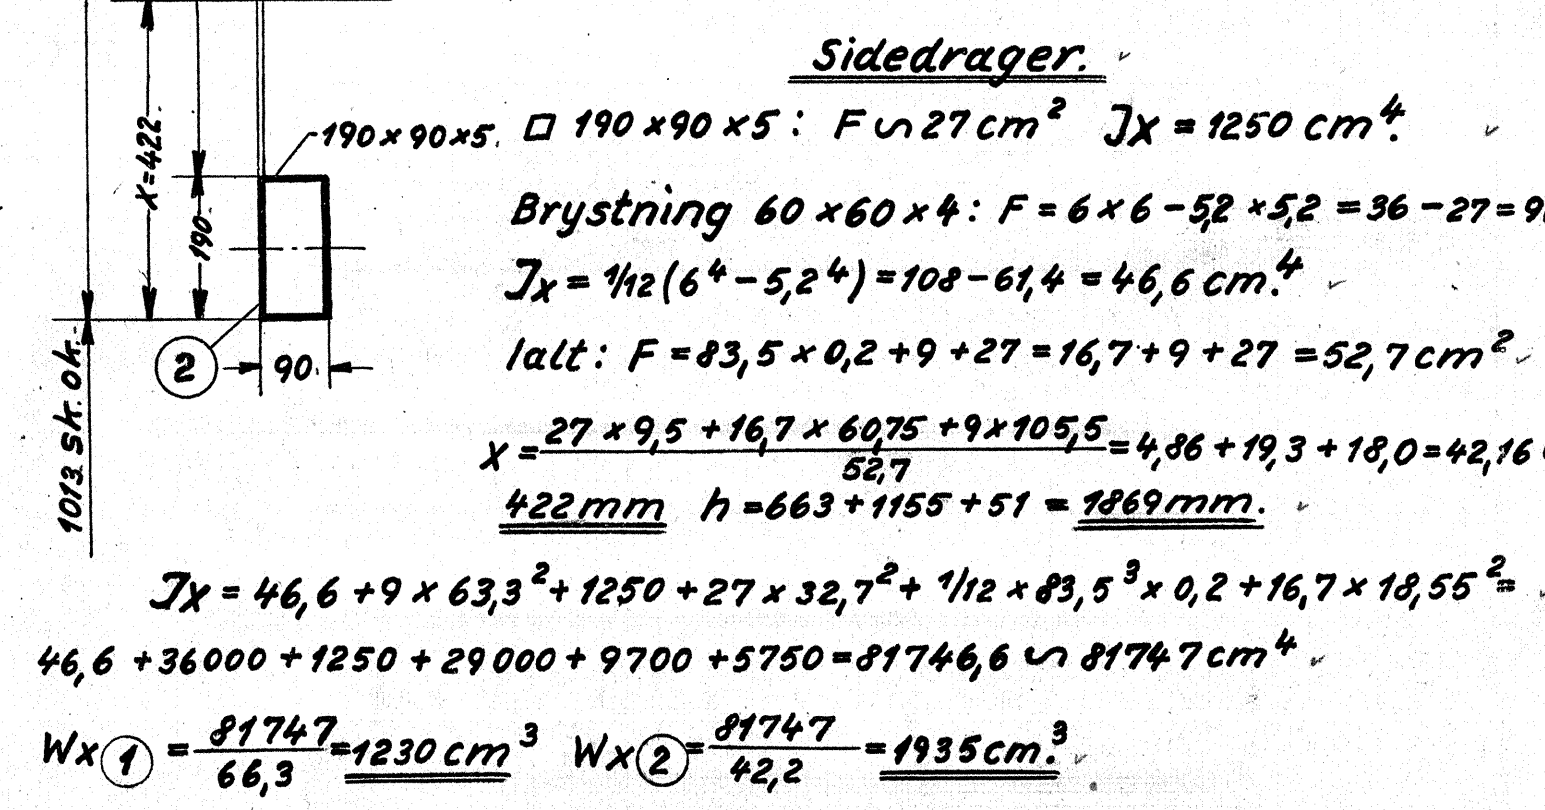 Sidedrager.
190×90×5. □ 190×90×5: F ∽ 27 cm² Jx = 1250 cm⁴.
x=422
190
Brystning 60×60×4: F = 6×6 − 5,2×5,2 = 36 − 27 = 9
Jx = 1/12 (6⁴ − 5,2⁴) = 108 − 61,4 = 46,6 cm.⁴
Ialt: F = 83,5 × 0,2 + 9 + 27 = 16,7 + 9 + 27 = 52,7 cm²
2
90
1013 sk. ok.
x = 27 × 9,5 + 16,7 × 60,75 + 9 × 105,5 / 52,7 = 4,86 + 19,3 + 18,0 = 42,16
422 mm h = 663 + 1155 + 51 = 1869 mm.
Jx = 46,6 + 9 × 63,3² + 1250 + 27 × 32,7² + 1/12 × 83,5³ × 0,2 + 16,7 × 18,55² =
46,6 + 36000 + 1250 + 29000 + 9700 + 5750 = 81746,6 ∽ 81747 cm⁴
Wx ① = 81747 / 66,3 = 1230 cm³ Wx ② = 81747 / 42,2 = 1935 cm.³